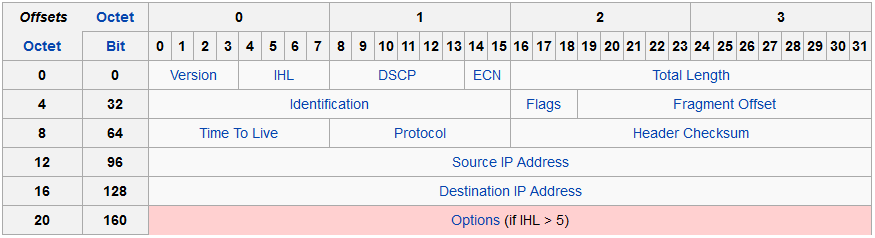 Offsets Octet 0 1 2 3
Octet Bit 0 1 2 3 4 5 6 7 8 9 10 11 12 13 14 15 16 17 18 19 20 21 22 23 24 25 26 27 28 29 30 31
0 0 Version IHL DSCP ECN Total Length
4 32 Identification Flags Fragment Offset
8 64 Time To Live Protocol Header Checksum
12 96 Source IP Address
16 128 Destination IP Address
20 160 Options (if IHL > 5)